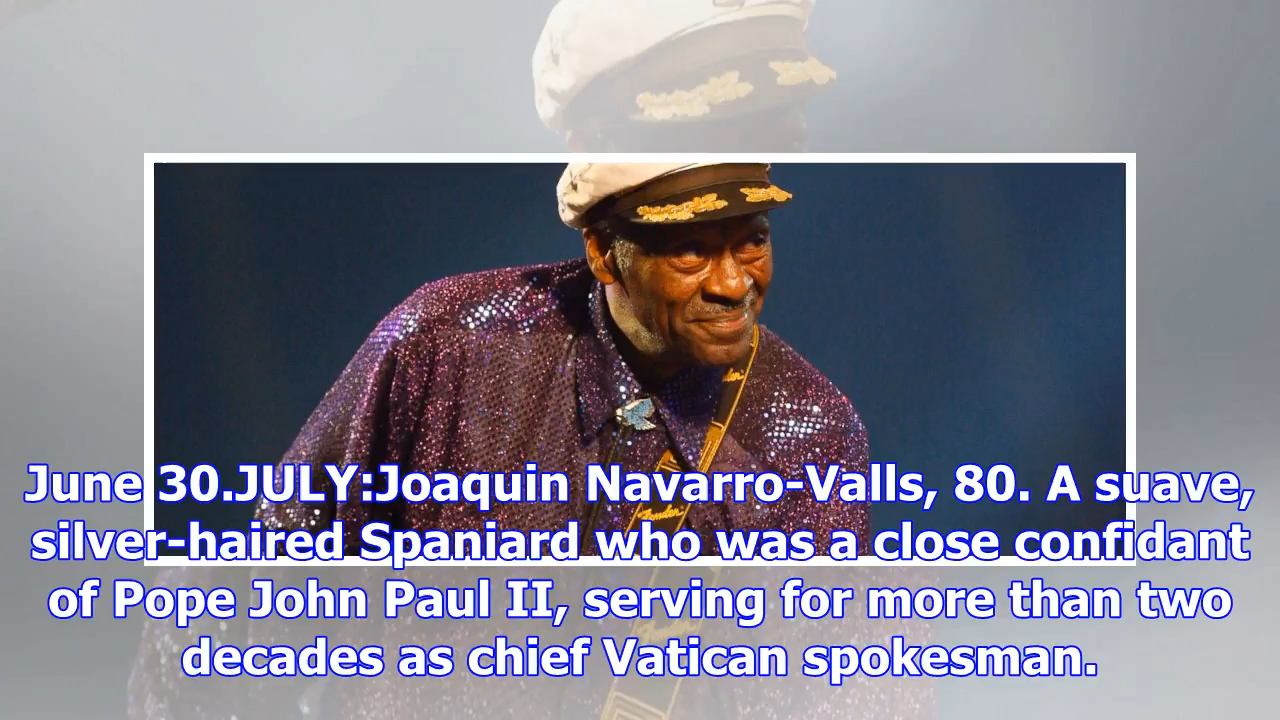 June 30.JULY:Joaquin Navarro-Valls, 80. A suave,
silver-haired Spaniard who was a close confidant
of Pope John Paul II, serving for more than two
decades as chief Vatican spokesman.
Fender